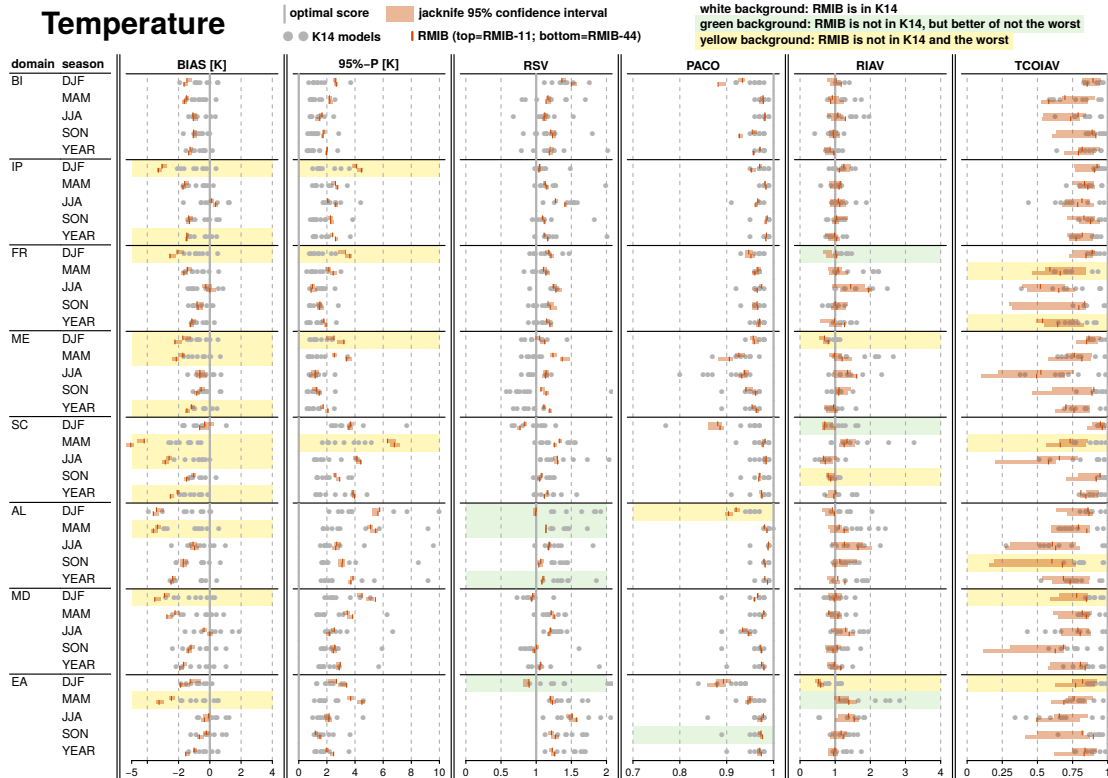 Temperature
optimal score
jacknife 95% confidence interval
K14 models
RMIB (top=RMIB-11; bottom=RMIB-44)
white background: RMIB is in K14
green background: RMIB is not in K14, but better of not the worst
yellow background: RMIB is not in K14 and the worst
domain season BIAS [K] 95%-P [K] RSV PACO RIAV TCOIAV
BI DJF
MAM
JJA
SON
YEAR
IP DJF
MAM
JJA
SON
YEAR
FR DJF
MAM
JJA
SON
YEAR
ME DJF
MAM
JJA
SON
YEAR
SC DJF
MAM
JJA
SON
YEAR
AL DJF
MAM
JJA
SON
YEAR
MD DJF
MAM
JJA
SON
YEAR
EA DJF
MAM
JJA
SON
YEAR
−5 −4 −2 0 2 4 0 2 4 6 8 10 0 0.5 1 1.5 2 0.7 0.8 0.9 1 0 1 2 3 4 0 0.25 0.5 0.75 1